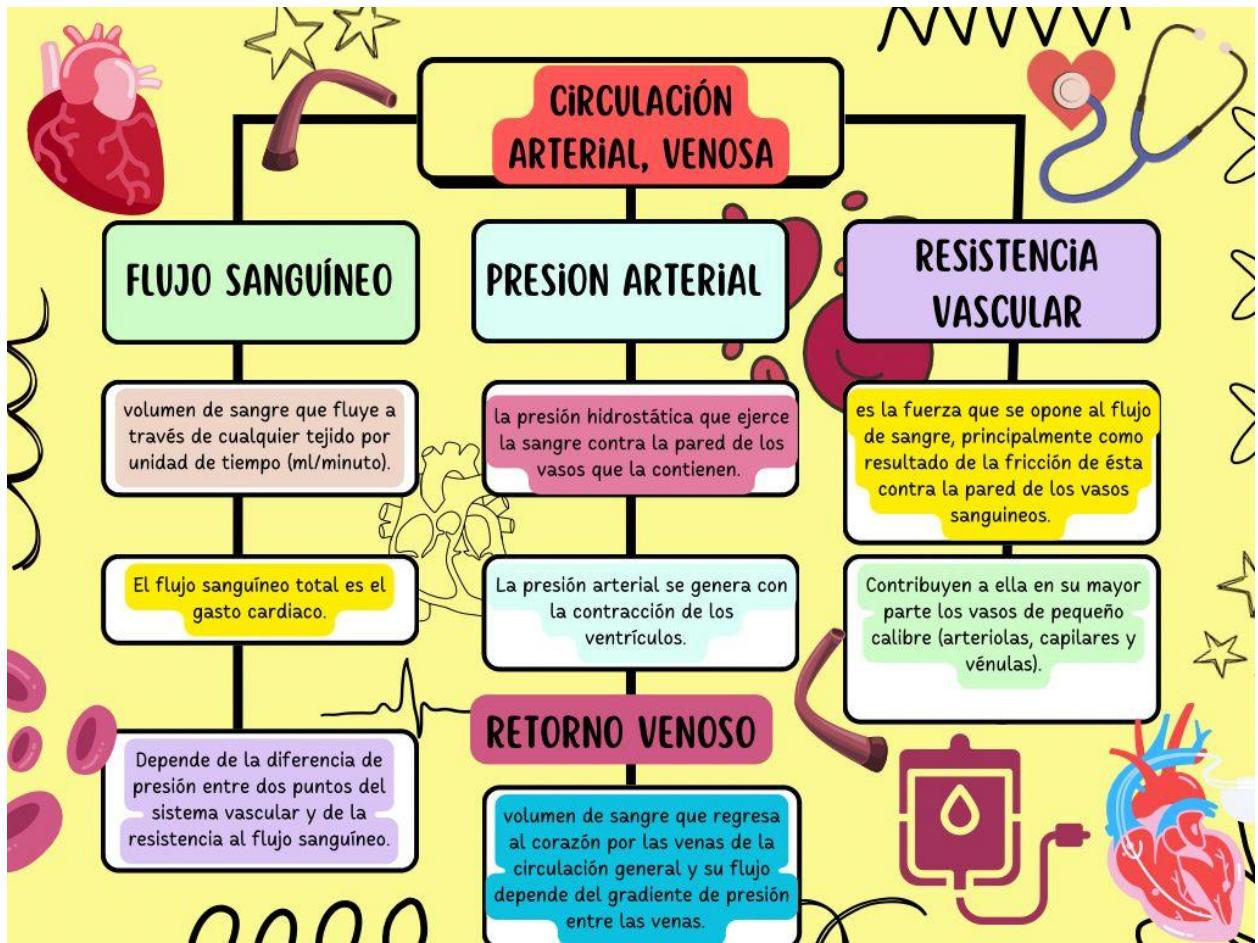 CIRCULACIÓN
ARTERIAL, VENOSA
FLUJO SANGUÍNEO
volumen de sangre que fluye a
través de cualquier tejido por
unidad de tiempo (ml/minuto).
El flujo sanguíneo total es el
gasto cardiaco.
Depende de la diferencia de
presión entre dos puntos del
sistema vascular y de la
resistencia al flujo sanguíneo.
PRESION ARTERIAL
la presión hidrostática que ejerce
la sangre contra la pared de los
vasos que la contienen.
La presión arterial se genera con
la contracción de los
ventrículos.
RETORNO VENOSO
volumen de sangre que regresa
al corazón por las venas de la
circulación general y su flujo
depende del gradiente de presión
entre las venas.
RESISTENCIA
VASCULAR
es la fuerza que se opone al flujo
de sangre, principalmente como
resultado de la fricción de ésta
contra la pared de los vasos
sanguineos.
Contribuyen a ella en su mayor
parte los vasos de pequeño
calibre (arteriolas, capilares y
vénulas).